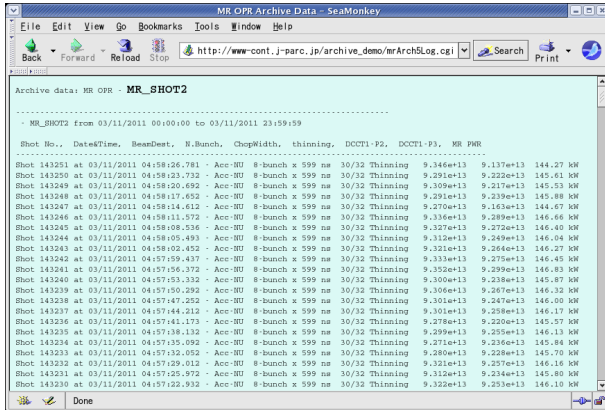 MR OPR Archive Data - SeaMonkey
File Edit View Go Bookmarks Tools Window Help
Back Forward Reload Stop http://www-cont.j-parc.jp/archive_demo/mrArch5Log.cgi Search Print
Archive data: MR OPR - MR_SHOT2
- MR_SHOT2 from 03/11/2011 00:00:00 to 03/11/2011 23:59:59
Shot No., Date&Time, BeamDest, N.Bunch, ChopWidth, thinning, DCCT1-P2, DCCT1-P3, MR PWR
Shot 143251 at 03/11/2011 04:58:26.781 - Acc-NU 8-bunch x 599 ns 30/32 Thinning 9.346e+13 9.137e+13 144.27 kW
Shot 143250 at 03/11/2011 04:58:23.732 - Acc-NU 8-bunch x 599 ns 30/32 Thinning 9.291e+13 9.222e+13 145.61 kW
Shot 143249 at 03/11/2011 04:58:20.692 - Acc-NU 8-bunch x 599 ns 30/32 Thinning 9.309e+13 9.217e+13 145.53 kW
Shot 143248 at 03/11/2011 04:58:17.652 - Acc-NU 8-bunch x 599 ns 30/32 Thinning 9.291e+13 9.239e+13 145.88 kW
Shot 143247 at 03/11/2011 04:58:14.612 - Acc-NU 8-bunch x 599 ns 30/32 Thinning 9.270e+13 9.163e+13 144.67 kW
Shot 143246 at 03/11/2011 04:58:11.572 - Acc-NU 8-bunch x 599 ns 30/32 Thinning 9.336e+13 9.289e+13 146.66 kW
Shot 143245 at 03/11/2011 04:58:08.536 - Acc-NU 8-bunch x 599 ns 30/32 Thinning 9.327e+13 9.272e+13 146.40 kW
Shot 143244 at 03/11/2011 04:58:05.493 - Acc-NU 8-bunch x 599 ns 30/32 Thinning 9.312e+13 9.249e+13 146.04 kW
Shot 143243 at 03/11/2011 04:58:02.452 - Acc-NU 8-bunch x 599 ns 30/32 Thinning 9.321e+13 9.264e+13 146.27 kW
Shot 143242 at 03/11/2011 04:57:59.437 - Acc-NU 8-bunch x 599 ns 30/32 Thinning 9.333e+13 9.275e+13 146.45 kW
Shot 143241 at 03/11/2011 04:57:56.372 - Acc-NU 8-bunch x 599 ns 30/32 Thinning 9.352e+13 9.299e+13 146.83 kW
Shot 143240 at 03/11/2011 04:57:53.332 - Acc-NU 8-bunch x 599 ns 30/32 Thinning 9.300e+13 9.238e+13 145.87 kW
Shot 143239 at 03/11/2011 04:57:50.292 - Acc-NU 8-bunch x 599 ns 30/32 Thinning 9.306e+13 9.267e+13 146.32 kW
Shot 143238 at 03/11/2011 04:57:47.252 - Acc-NU 8-bunch x 599 ns 30/32 Thinning 9.301e+13 9.247e+13 146.00 kW
Shot 143237 at 03/11/2011 04:57:44.212 - Acc-NU 8-bunch x 599 ns 30/32 Thinning 9.301e+13 9.258e+13 146.17 kW
Shot 143236 at 03/11/2011 04:57:41.173 - Acc-NU 8-bunch x 599 ns 30/32 Thinning 9.278e+13 9.220e+13 145.57 kW
Shot 143235 at 03/11/2011 04:57:38.132 - Acc-NU 8-bunch x 599 ns 30/32 Thinning 9.299e+13 9.255e+13 146.13 kW
Shot 143234 at 03/11/2011 04:57:35.092 - Acc-NU 8-bunch x 599 ns 30/32 Thinning 9.271e+13 9.236e+13 145.84 kW
Shot 143233 at 03/11/2011 04:57:32.052 - Acc-NU 8-bunch x 599 ns 30/32 Thinning 9.280e+13 9.228e+13 145.70 kW
Shot 143232 at 03/11/2011 04:57:29.012 - Acc-NU 8-bunch x 599 ns 30/32 Thinning 9.321e+13 9.257e+13 146.16 kW
Shot 143231 at 03/11/2011 04:57:25.972 - Acc-NU 8-bunch x 599 ns 30/32 Thinning 9.312e+13 9.234e+13 145.80 kW
Shot 143230 at 03/11/2011 04:57:22.932 - Acc-NU 8-bunch x 599 ns 30/32 Thinning 9.322e+13 9.253e+13 146.10 kW
Done